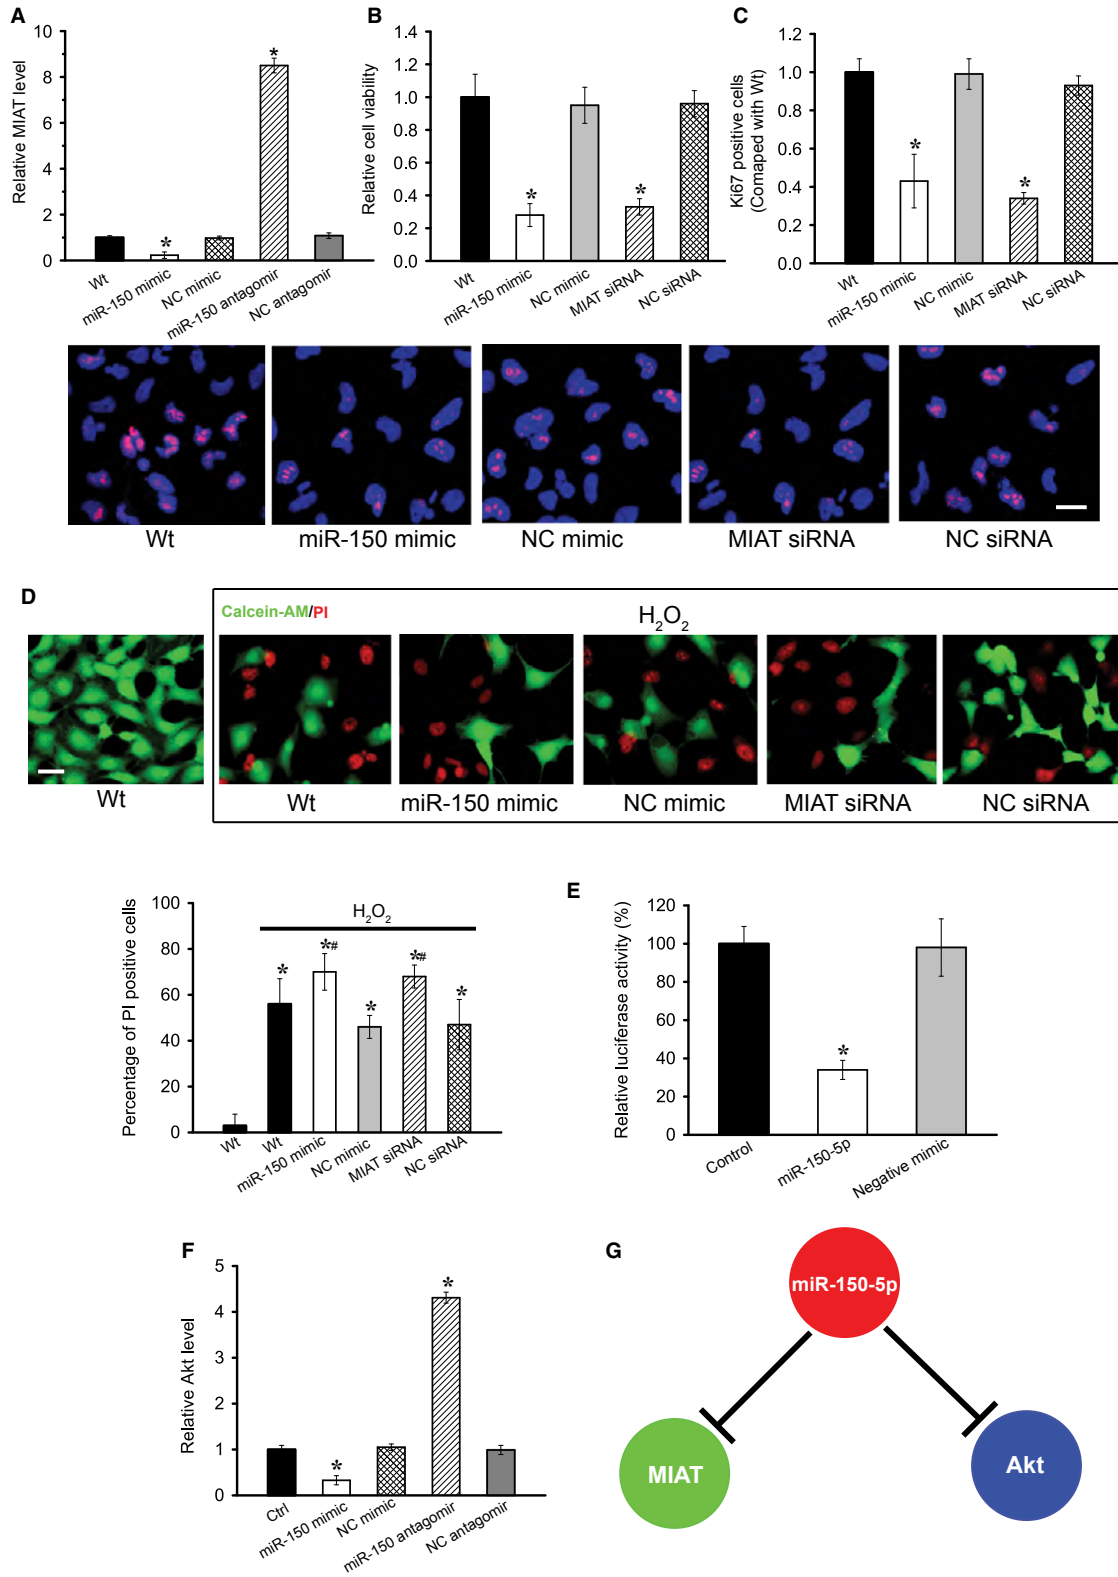 A
Relative MIAT level
10
8
6
4
2
0
Wt
miR-150 mimic
NC mimic
miR-150 antagomir
NC antagomir
*
*
B
Relative cell viability
1.4
1.2
1.0
0.8
0.6
0.4
0.2
0.0
Wt
miR-150 mimic
NC mimic
MIAT siRNA
NC siRNA
*
*
C
Ki67 positive cells
(Comaped with Wt)
1.2
1.0
0.8
0.6
0.4
0.2
0.0
Wt
miR-150 mimic
NC mimic
MIAT siRNA
NC siRNA
*
*
Wt
miR-150 mimic
NC mimic
MIAT siRNA
NC siRNA
D
Calcein-AM/PI
H2O2
Wt
Wt
miR-150 mimic
NC mimic
MIAT siRNA
NC siRNA
Percentage of PI positive cells
100
80
60
40
20
0
H2O2
*
*#
*
*#
*
Wt
Wt
miR-150 mimic
NC mimic
MIAT siRNA
NC siRNA
E
Relative luciferase activity (%)
120
100
80
60
40
20
0
*
Control
miR-150-5p
Negative mimic
F
Relative Akt level
5
4
3
2
1
0
*
*
Ctrl
miR-150 mimic
NC mimic
miR-150 antagomir
NC antagomir
G
miR-150-5p
MIAT
Akt